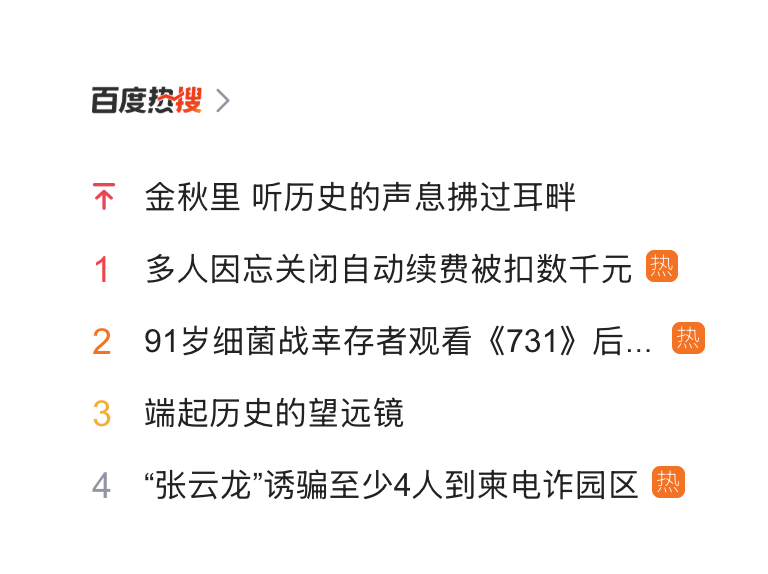 百度热搜
金秋里 听历史的声息拂过耳畔
1 多人因忘关闭自动续费被扣数千元 热
2 91岁细菌战幸存者观看《731》后... 热
3 端起历史的望远镜
4 “张云龙”诱骗至少4人到柬电诈园区 热